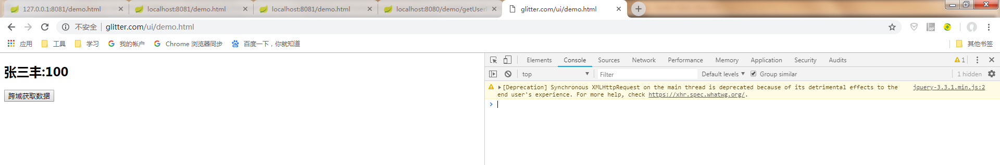 127.0.0.1:8081/demo.html
localhost:8081/demo.html
localhost:8081/demo.html
localhost:8080/demo/getUser
glitter.com/ui/demo.html
不安全 glitter.com/ui/demo.html
应用 工具 学习 我的帐户 Chrome 浏览器同步 百度一下，你就知道 其他书签
Elements Console Sources Network Performance Memory Application Security Audits 1
top Filter Default levels Group similar 1 hidden
张三丰:100
跨域获取数据
[Deprecation] Synchronous XMLHttpRequest on the main thread is deprecated because of its detrimental effects to the jquery-3.3.1.min.js:2
end user's experience. For more help, check https://xhr.spec.whatwg.org/.